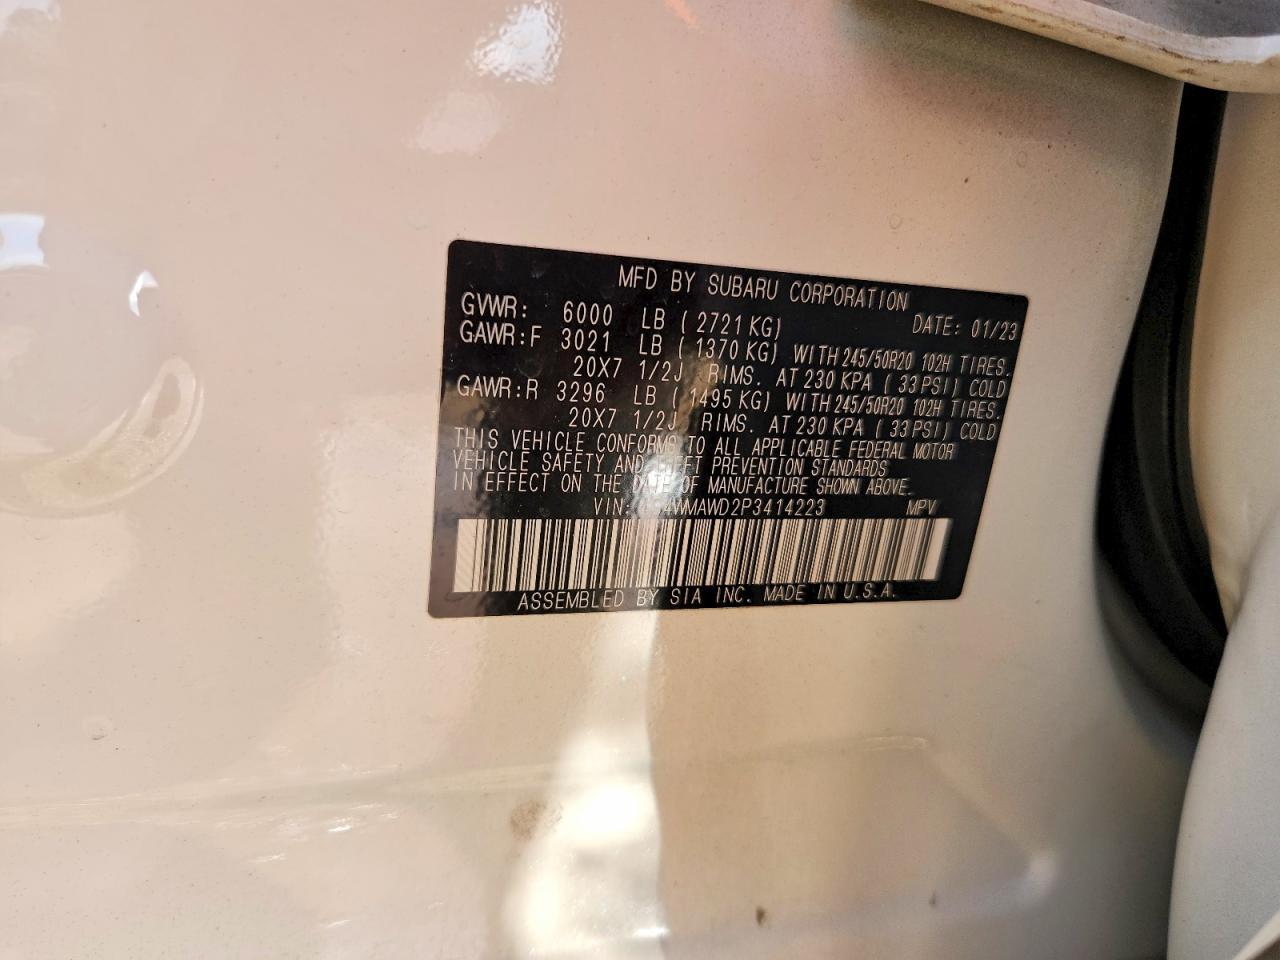 MFD BY SUBARU CORPORATION
GVWR: 6000 LB ( 2721 KG) DATE: 01/23
GAWR:F 3021 LB ( 1370 KG) WITH 245/50R20 102H TIRES.
20X7 1/2J RIMS. AT 230 KPA ( 33 PSI) COLD
GAWR:R 3296 LB ( 1495 KG) WITH 245/50R20 102H TIRES.
20X7 1/2J RIMS. AT 230 KPA ( 33 PSI) COLD
THIS VEHICLE CONFORMS TO ALL APPLICABLE FEDERAL MOTOR
VEHICLE SAFETY AND THEFT PREVENTION STANDARDS
IN EFFECT ON THE DATE OF MANUFACTURE SHOWN ABOVE.
VIN: MPV
ASSEMBLED BY SIA INC. MADE IN U.S.A.